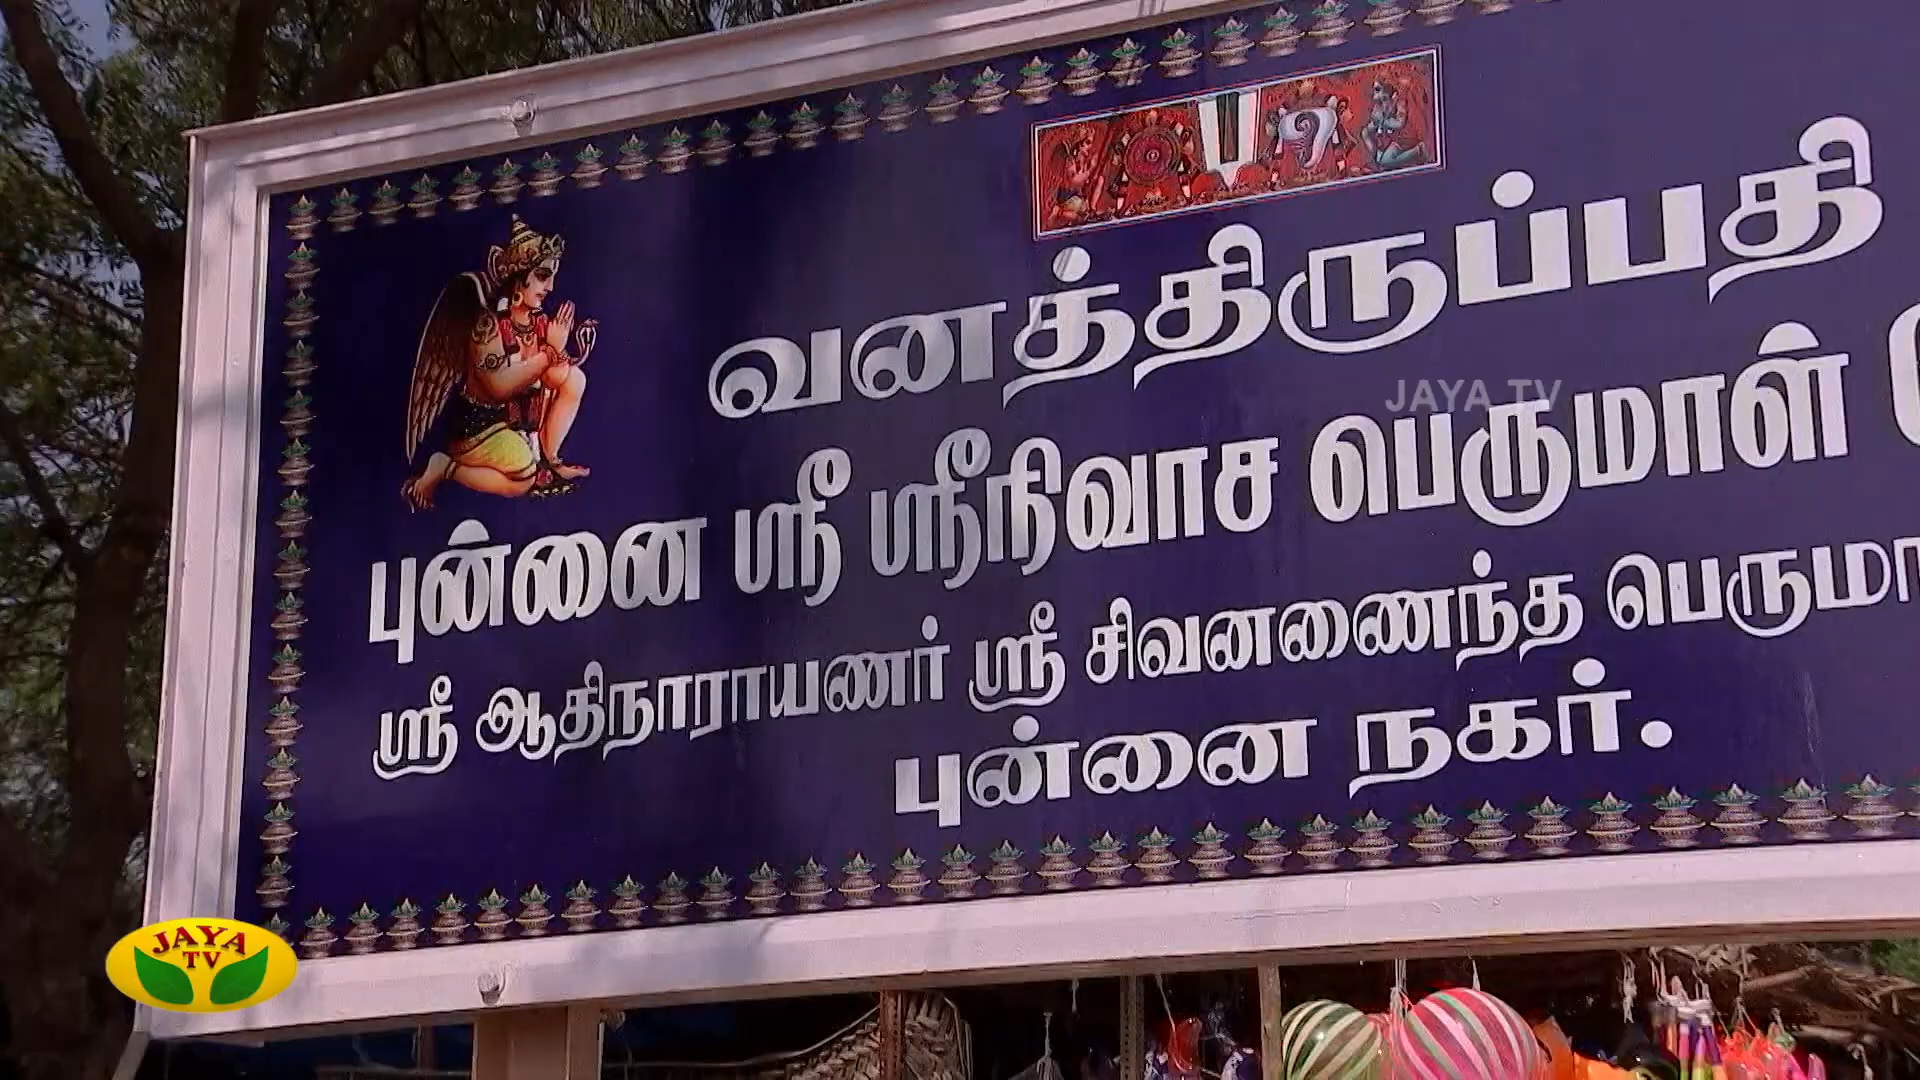 வனத்திருப்பதி
புன்னை ஸ்ரீ ஸ்ரீநிவாச பெருமாள்
ஸ்ரீ ஆதிநாராயணர் ஸ்ரீ சிவனணைந்த பெருமா
புன்னை நகர்.
JAYA TV
JAYA TV